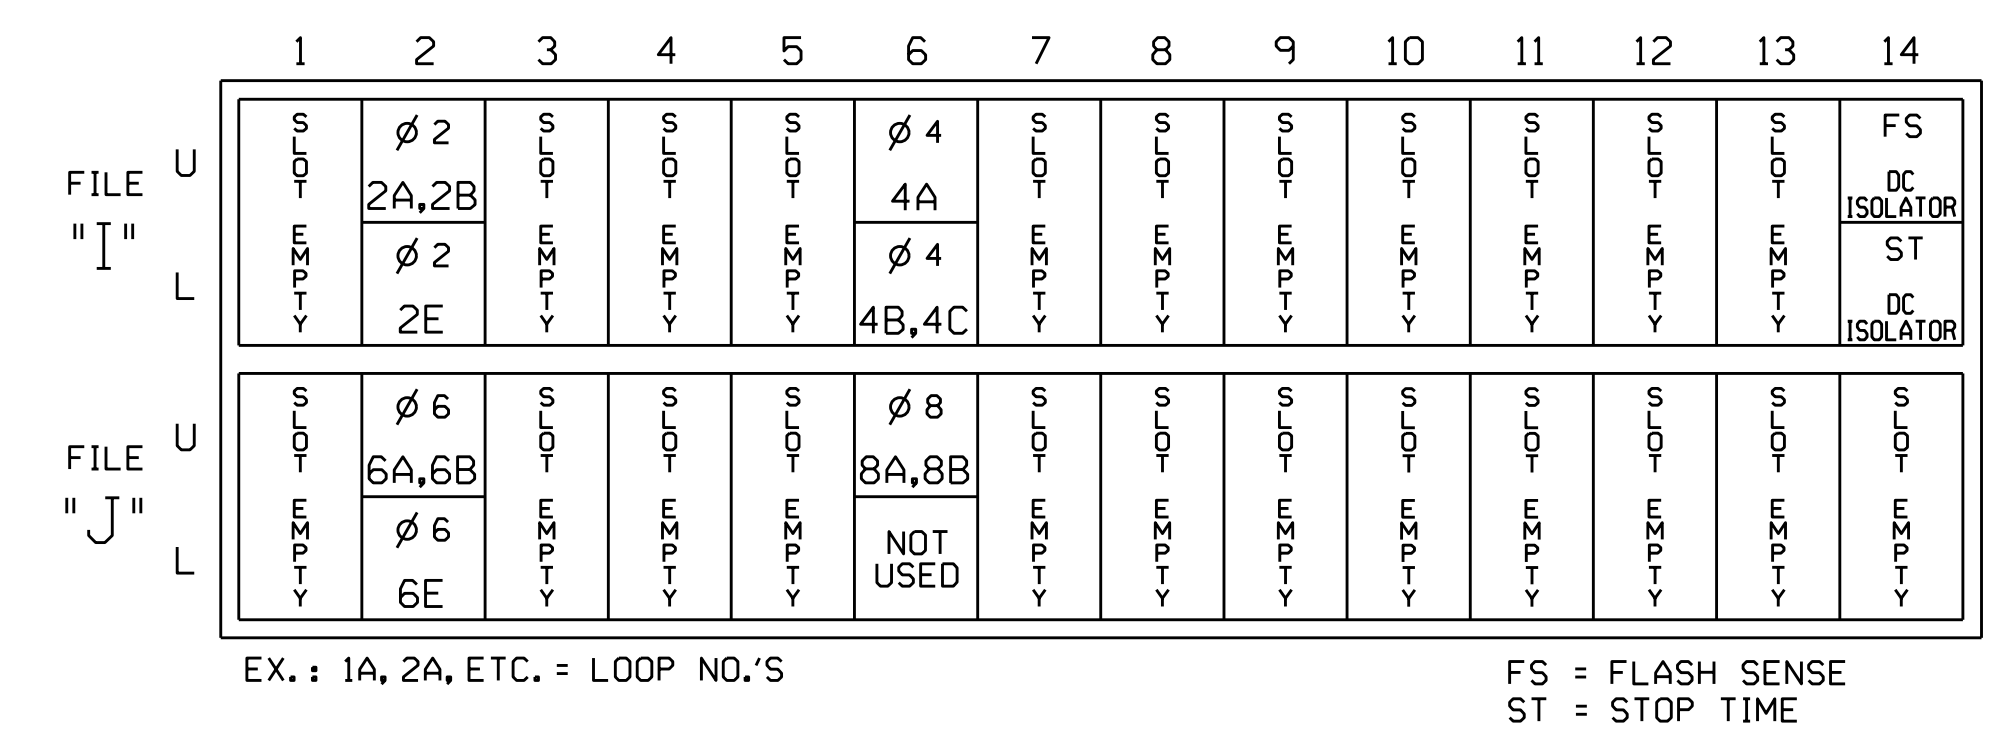 1 2 3 4 5 6 7 8 9 10 11 12 13 14
FILE "I"
U
L
SLOT EMPTY
Ø 2
2A,2B
Ø 2
2E
SLOT EMPTY
SLOT EMPTY
SLOT EMPTY
Ø 4
4A
Ø 4
4B,4C
SLOT EMPTY
SLOT EMPTY
SLOT EMPTY
SLOT EMPTY
SLOT EMPTY
SLOT EMPTY
SLOT EMPTY
FS
DC
ISOLATOR
ST
DC
ISOLATOR
FILE "J"
U
L
SLOT EMPTY
Ø 6
6A,6B
Ø 6
6E
SLOT EMPTY
SLOT EMPTY
SLOT EMPTY
Ø 8
8A,8B
NOT
USED
SLOT EMPTY
SLOT EMPTY
SLOT EMPTY
SLOT EMPTY
SLOT EMPTY
SLOT EMPTY
SLOT EMPTY
SLOT EMPTY
EX.: 1A, 2A, ETC. = LOOP NO.'S
FS = FLASH SENSE
ST = STOP TIME